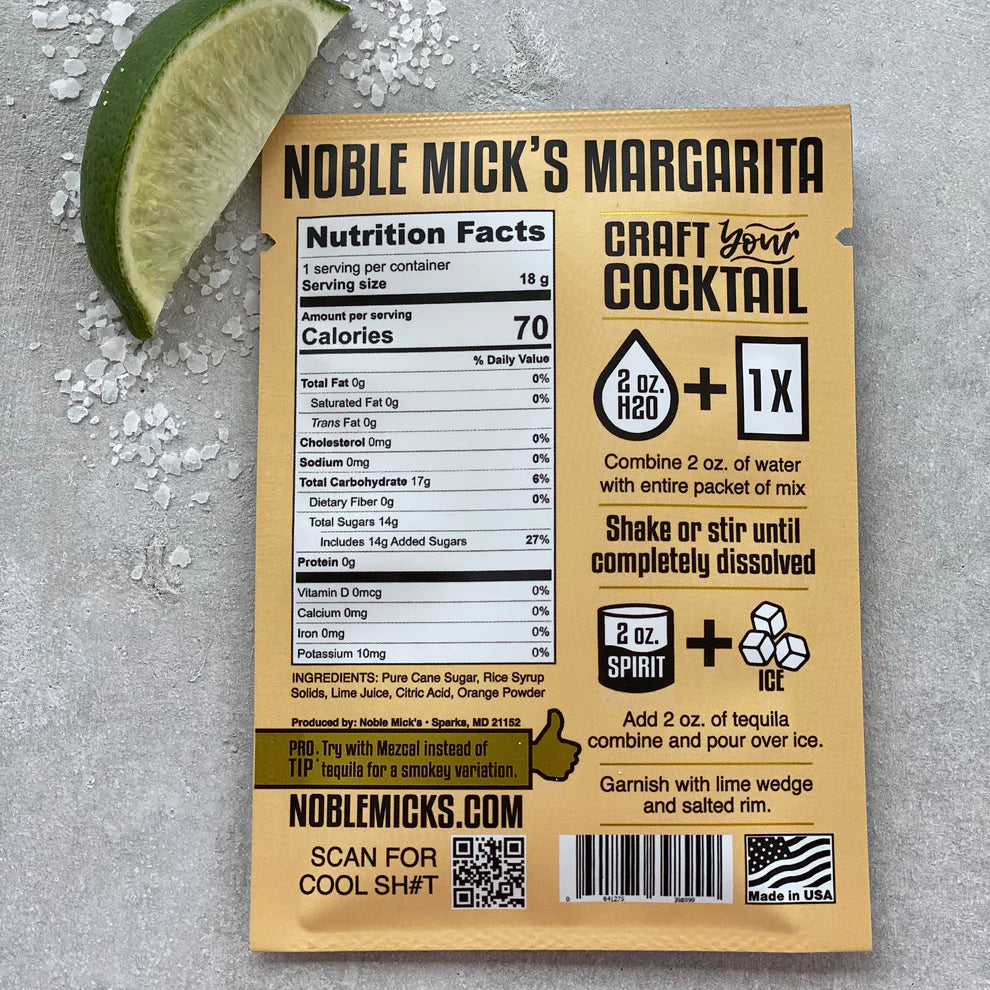 NOBLE MICK'S MARGARITA
Nutrition Facts
1 serving per container
Serving size 18 g
Amount per serving
Calories 70
% Daily Value
Total Fat 0g 0%
Saturated Fat 0g 0%
Trans Fat 0g
Cholesterol 0mg 0%
Sodium 0mg 0%
Total Carbohydrate 17g 6%
Dietary Fiber 0g 0%
Total Sugars 14g
Includes 14g Added Sugars 27%
Protein 0g
Vitamin D 0mcg 0%
Calcium 0mg 0%
Iron 0mg 0%
Potassium 10mg 0%
INGREDIENTS: Pure Cane Sugar, Rice Syrup
Solids, Lime Juice, Citric Acid, Orange Powder
Produced by: Noble Mick's • Sparks, MD 21152
PRO. Try with Mezcal instead of
TIP. tequila for a smokey variation.
NOBLEMICKS.COM
SCAN FOR
COOL SH#T
CRAFT Your
COCKTAIL
2 oz.
H2O
+
1X
Combine 2 oz. of water
with entire packet of mix
Shake or stir until
completely dissolved
2 oz.
SPIRIT
+
ICE
Add 2 oz. of tequila
combine and pour over ice.
Garnish with lime wedge
and salted rim.
0 641275 398999
Made in USA